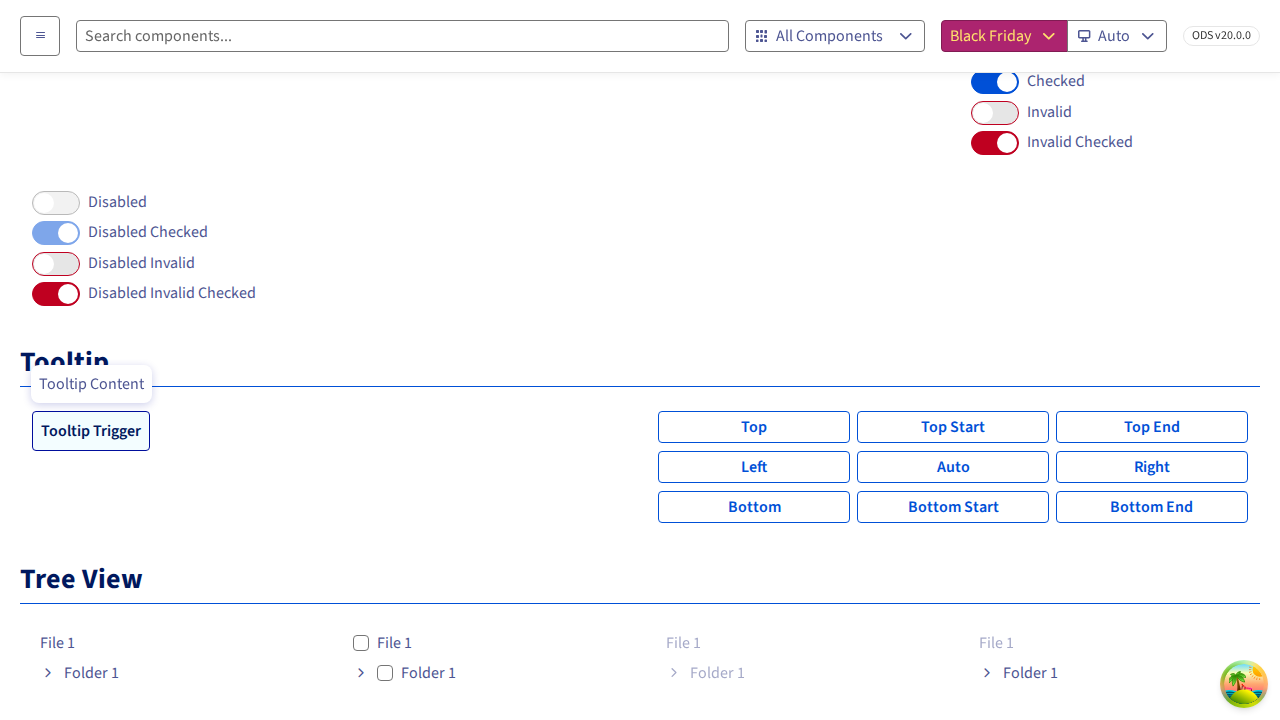 Search components...
All Components
Black Friday
Auto
ODS v20.0.0
Checked
Invalid
Invalid Checked
Disabled
Disabled Checked
Disabled Invalid
Disabled Invalid Checked
Tooltip
Tooltip Content
Tooltip Trigger
Top
Top Start
Top End
Left
Auto
Right
Bottom
Bottom Start
Bottom End
Tree View
File 1
File 1
File 1
File 1
Folder 1
Folder 1
Folder 1
Folder 1